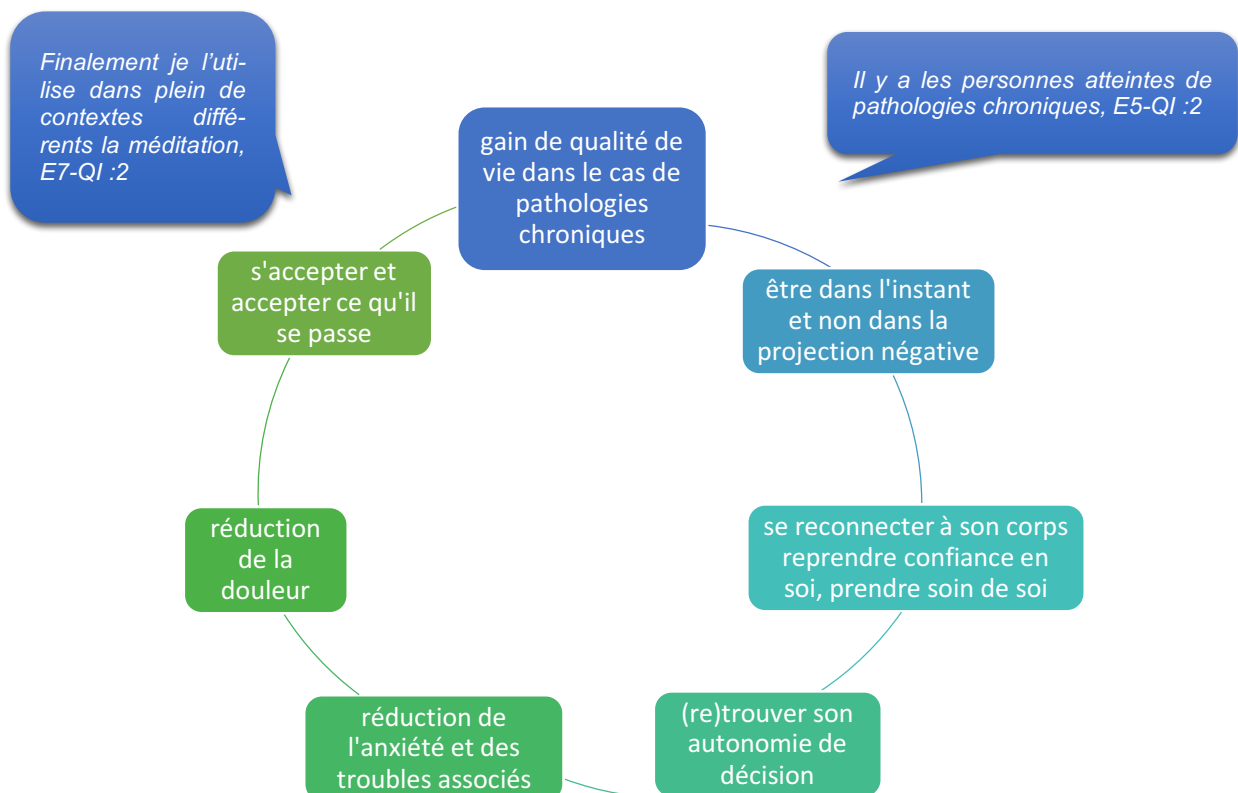 Finalement je l'uti-
lise dans plein de
contextes diffé-
rents la méditation,
E7-QI :2
Il y a les personnes atteintes de
pathologies chroniques, E5-QI :2
gain de qualité de
vie dans le cas de
pathologies
chroniques
être dans l'instant
et non dans la
projection négative
se reconnecter à son corps
reprendre confiance en
soi, prendre soin de soi
(re)trouver son
autonomie de
décision
réduction de
l'anxiété et des
troubles associés
réduction
de la
douleur
s'accepter et
accepter ce qu'il
se passe